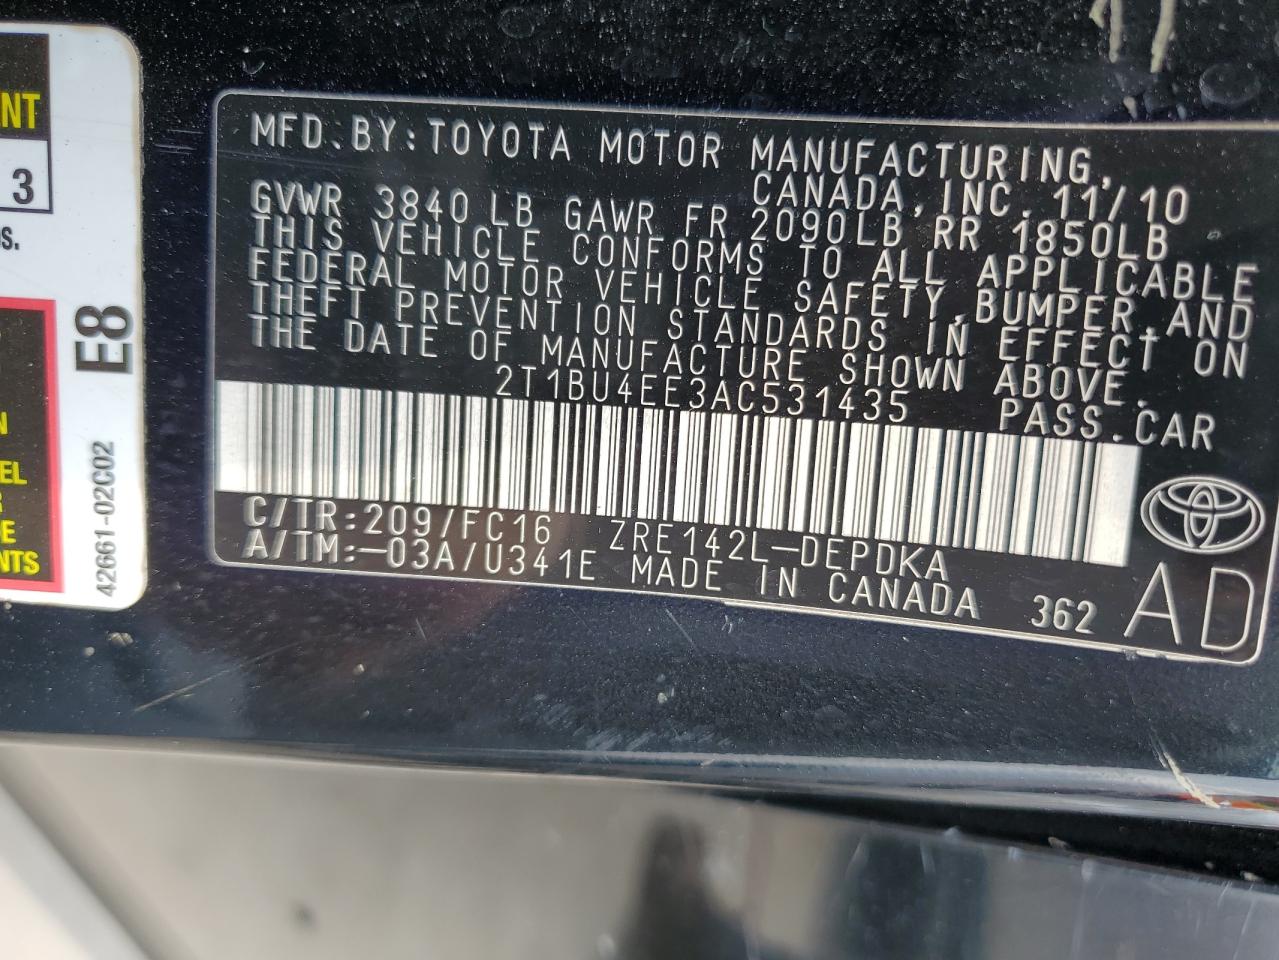 NT
3
S.
E8
42661-02C02
N
EL
R
E
NTS
MFD.BY:TOYOTA MOTOR MANUFACTURING,
CANADA,INC. 11/10
GVWR 3840 LB GAWR FR 2090LB RR 1850LB
THIS VEHICLE CONFORMS TO ALL APPLICABLE
FEDERAL MOTOR VEHICLE SAFETY,BUMPER,AND
THEFT PREVENTION STANDARDS IN EFFECT ON
THE DATE OF MANUFACTURE SHOWN ABOVE.
2T1BU4EE3AC531435 PASS.CAR
C/TR:209/FC16 ZRE142L-DEPDKA
A/TM:-03A/U341E MADE IN CANADA 362 AD